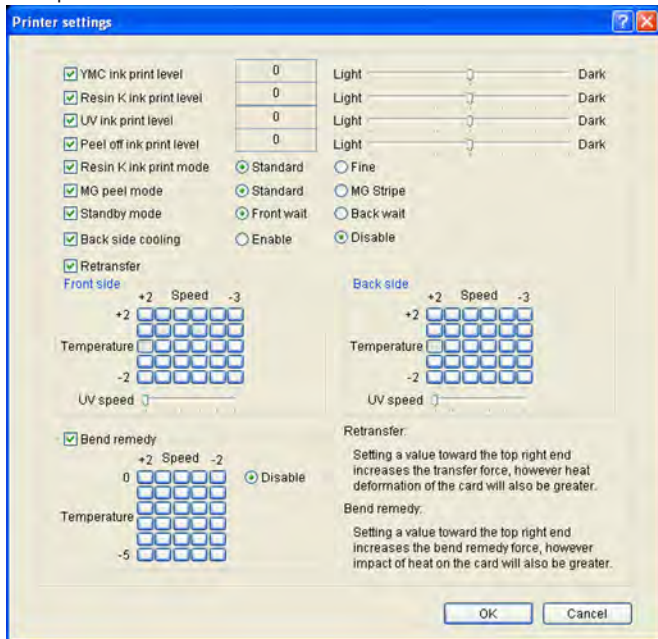 Printer settings
YMC ink print level 0 Light Dark
Resin K ink print level 0 Light Dark
UV ink print level 0 Light Dark
Peel off ink print level 0 Light Dark
Resin K ink print mode Standard Fine
MG peel mode Standard MG Stripe
Standby mode Front wait Back wait
Back side cooling Enable Disable
Retransfer
Front side
+2 Speed -3
+2
Temperature
-2
UV speed
Back side
+2 Speed -3
+2
Temperature
-2
UV speed
Bend remedy
+2 Speed -2
0
Disable
Temperature
-5
Retransfer:
Setting a value toward the top right end
increases the transfer force, however heat
deformation of the card will also be greater.
Bend remedy:
Setting a value toward the top right end
increases the bend remedy force, however
impact of heat on the card will also be greater.
OK Cancel